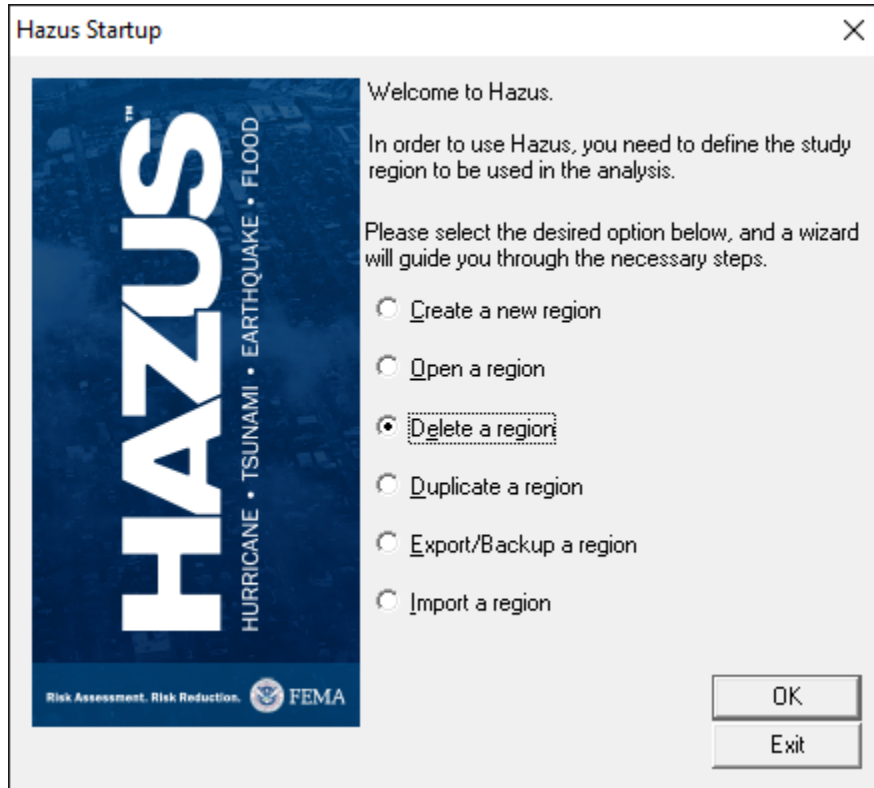 Hazus Startup
HAZUS™
HURRICANE • TSUNAMI • EARTHQUAKE • FLOOD
Risk Assessment. Risk Reduction. FEMA
Welcome to Hazus.
In order to use Hazus, you need to define the study
region to be used in the analysis.
Please select the desired option below, and a wizard
will guide you through the necessary steps.
Create a new region
Open a region
Delete a region
Duplicate a region
Export/Backup a region
Import a region
OK
Exit